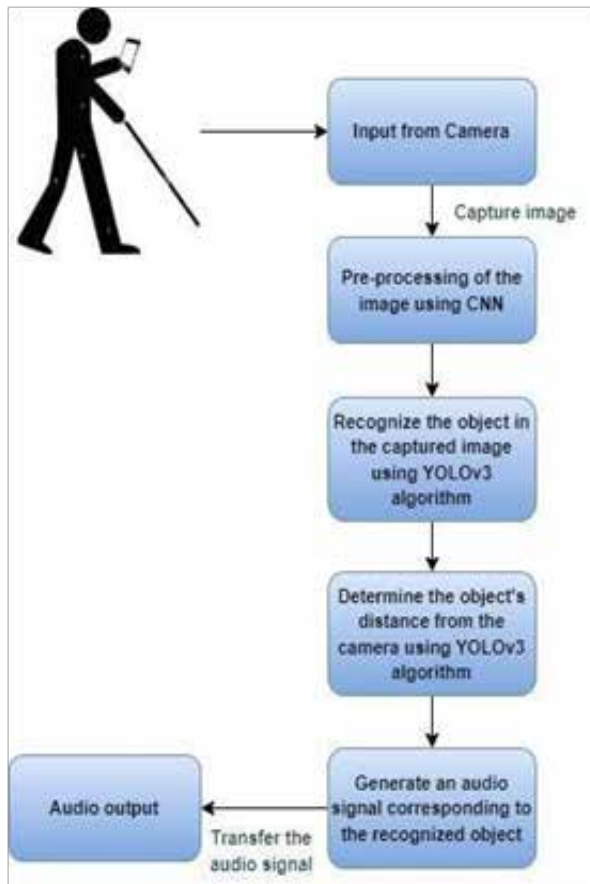 Input from Camera
Capture image
Pre-processing of the
image using CNN
Recognize the object in
the captured image
using YOLOv3
algorithm
Determine the object's
distance from the
camera using YOLOv3
algorithm
Generate an audio
signal corresponding to
the recognized object
Transfer the
audio signal
Audio output